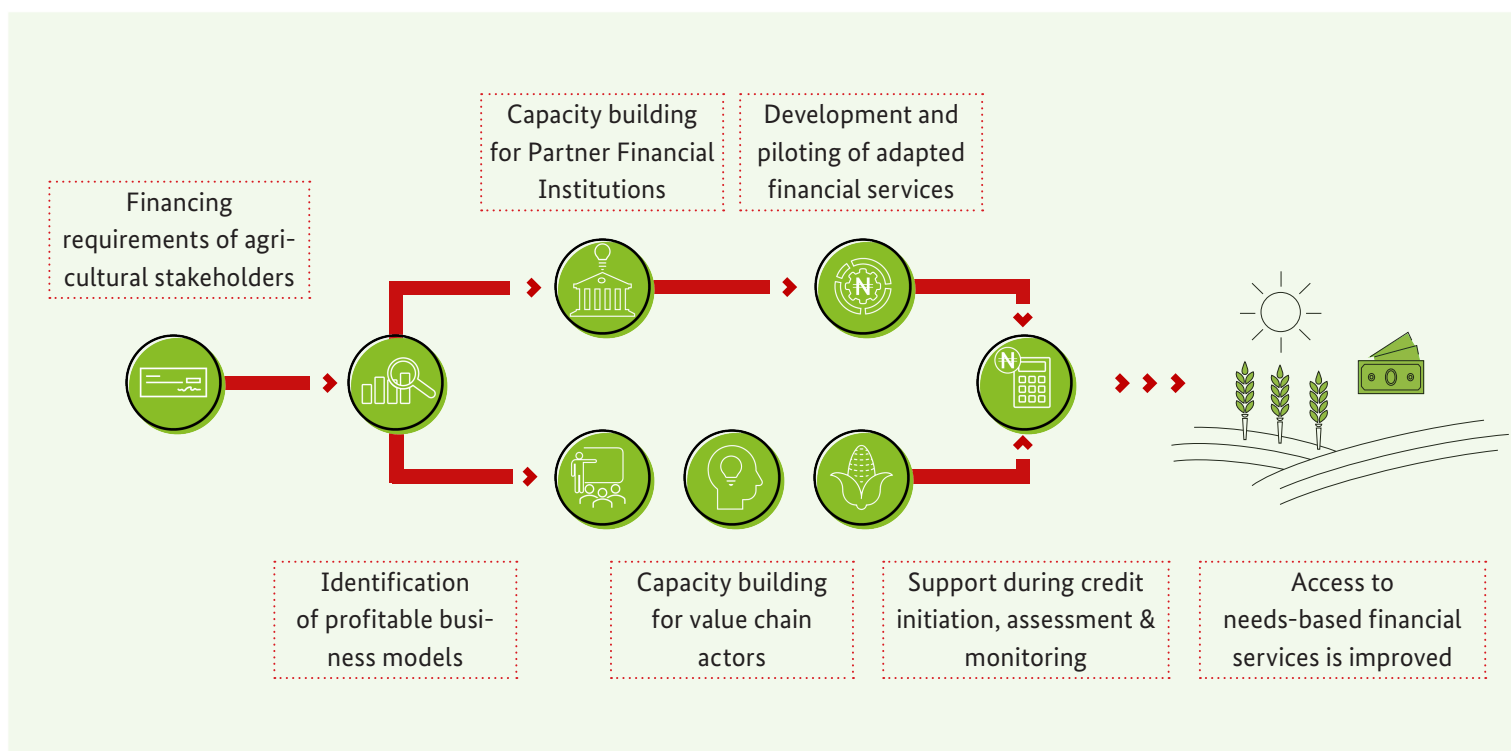 Capacity building
for Partner Financial
Institutions
Development and
piloting of adapted
financial services
Financing
requirements of agri-
cultural stakeholders
₦
₦
Identification
of profitable busi-
ness models
Capacity building
for value chain
actors
Support during credit
initiation, assessment &
monitoring
Access to
needs-based financial
services is improved